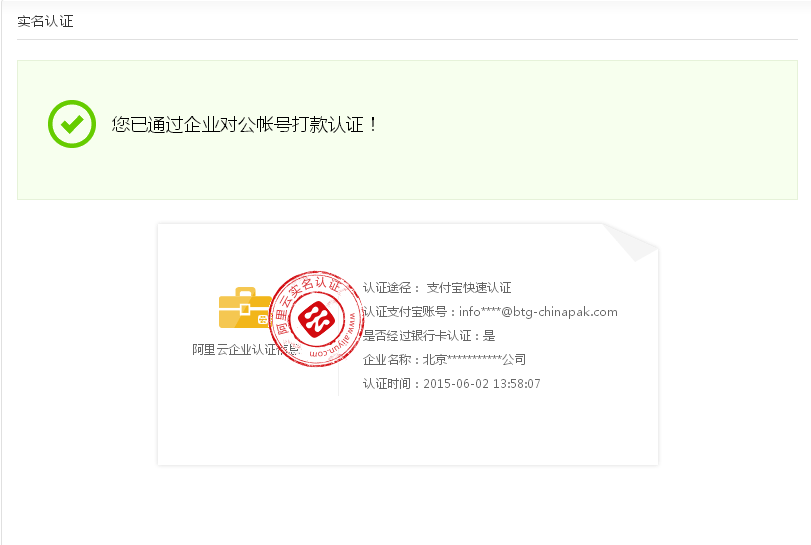 实名认证
您已通过企业对公帐号打款认证！
认证途径： 支付宝快速认证
认证支付宝账号：info****@btg-chinapak.com
是否经过银行卡认证：是
企业名称：北京***********公司
认证时间：2015-06-02 13:58:07
阿里云企业认证信息
阿里云实名认证
www.aliyun.com